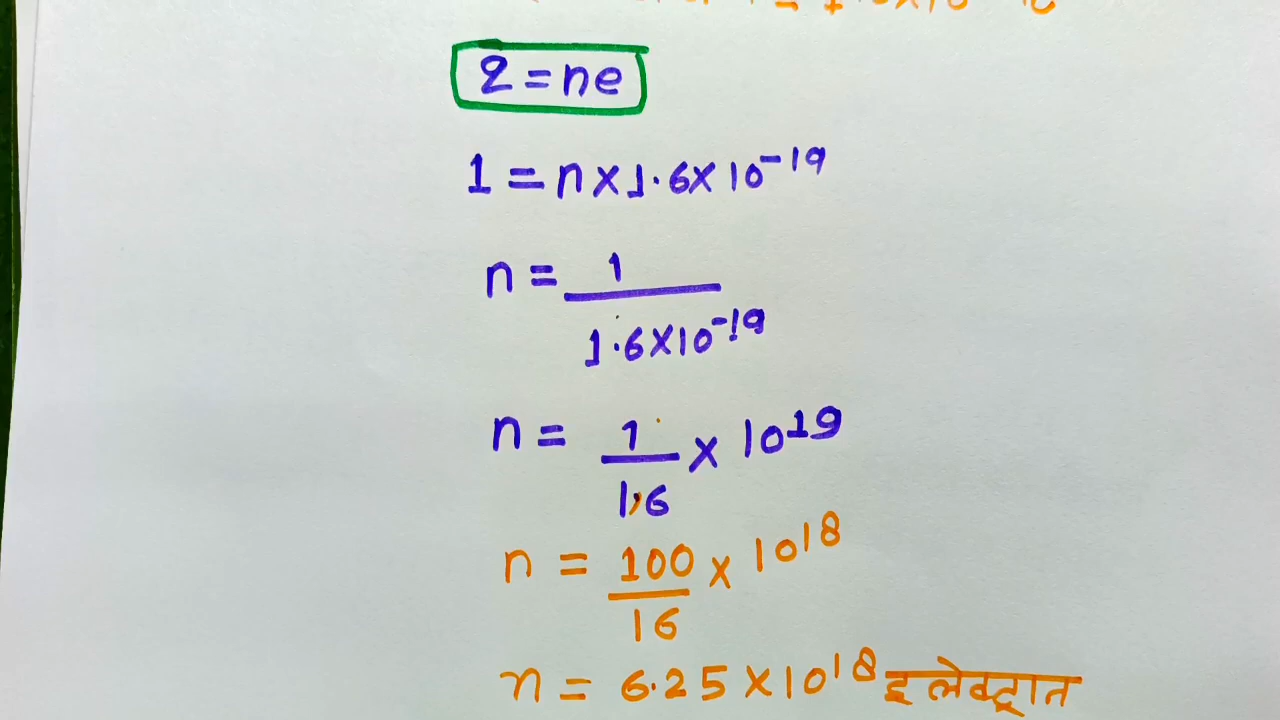 q = ne
1 = n × 1.6 × 10⁻¹⁹
n = 1 / 1.6 × 10⁻¹⁹
n = 1/1.6 × 10¹⁹
n = 100/16 × 10¹⁸
n = 6.25 × 10¹⁸ इलेक्ट्रान